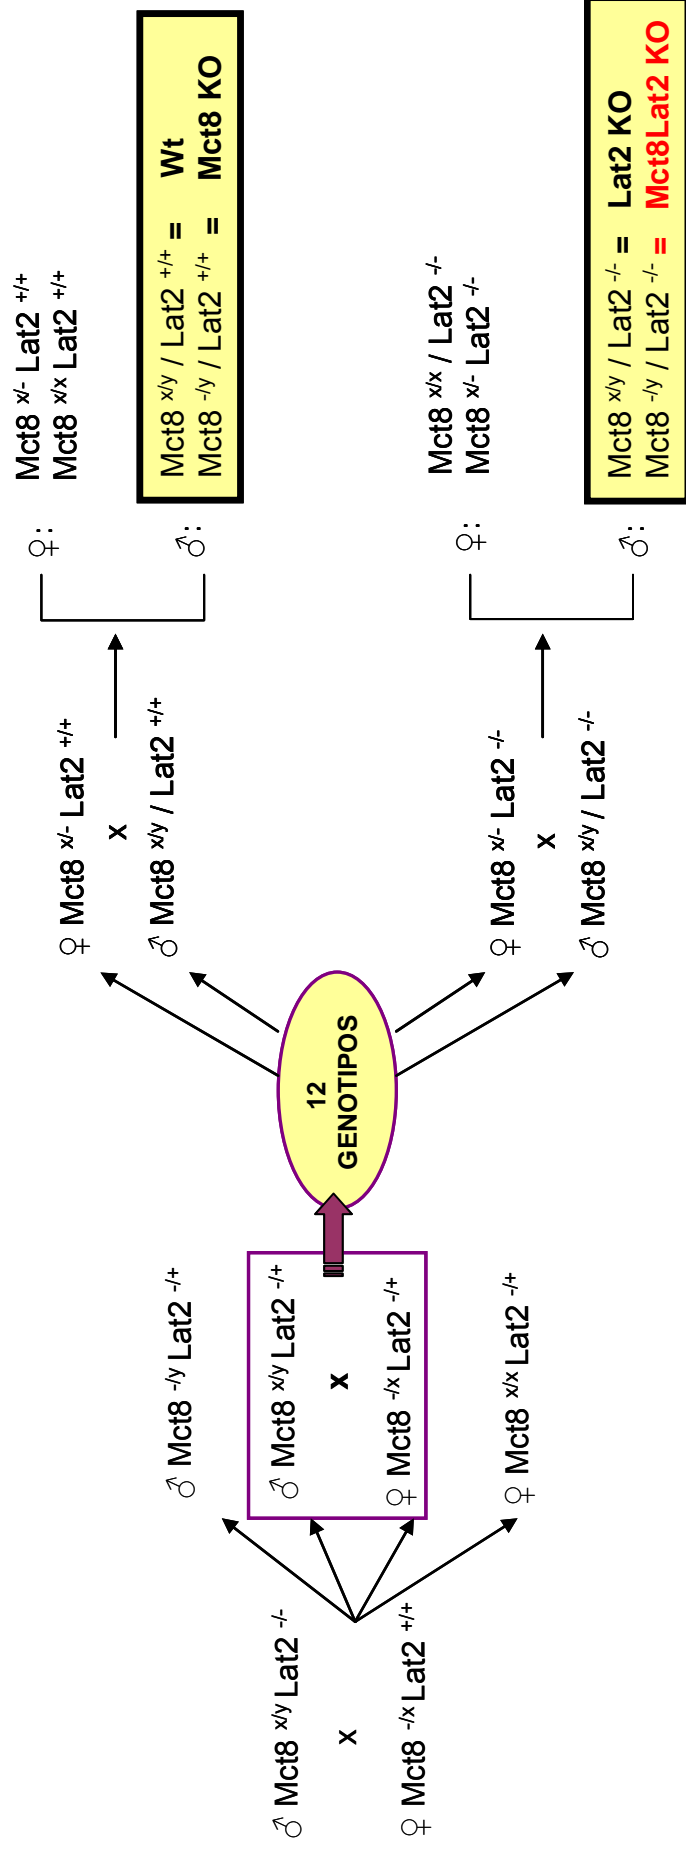 ♂ Mct8 x/y Lat2 -/-
x
♀ Mct8 -/x Lat2 +/+
♂ Mct8 -/y Lat2 -/+
♂ Mct8 x/y Lat2 -/+
x
♀ Mct8 -/x Lat2 -/+
♀ Mct8 x/x Lat2 -/+
12
GENOTIPOS
♀ Mct8 x/- Lat2 +/+
x
♂ Mct8 x/y / Lat2 +/+
♀ Mct8 x/- Lat2 -/-
x
♂ Mct8 x/y / Lat2 -/-
♀:
Mct8 x/- Lat2 +/+
Mct8 x/x Lat2 +/+
♂:
Mct8 x/y / Lat2 +/+ = Wt
Mct8 -/y / Lat2 +/+ = Mct8 KO
♀:
Mct8 x/x / Lat2 -/-
Mct8 x/- Lat2 -/-
♂:
Mct8 x/y / Lat2 -/- = Lat2 KO
Mct8 -/y / Lat2 -/- = Mct8Lat2 KO